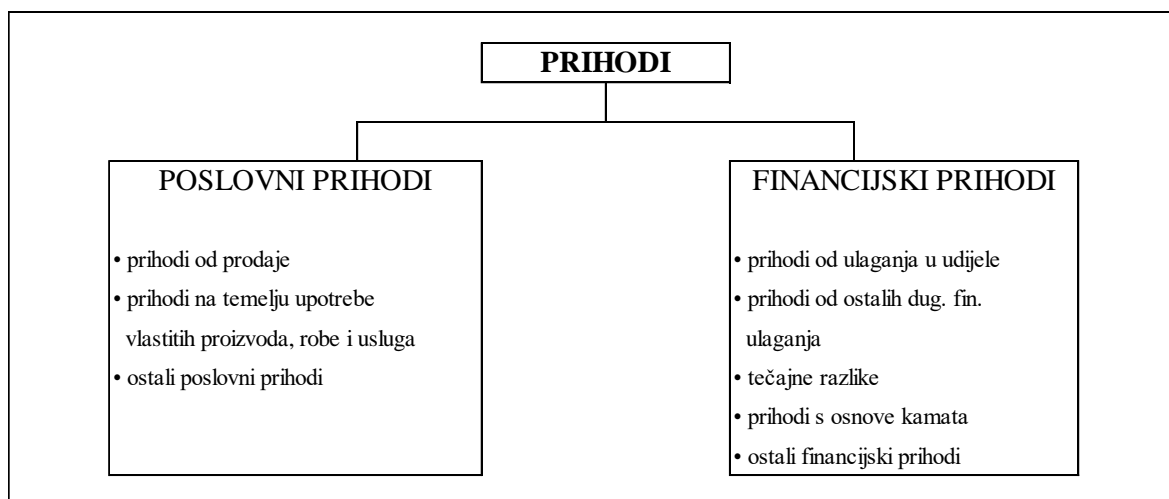 PRIHODI
POSLOVNI PRIHODI
• prihodi od prodaje
• prihodi na temelju upotrebe
vlastitih proizvoda, robe i usluga
• ostali poslovni prihodi
FINANCIJSKI PRIHODI
• prihodi od ulaganja u udijele
• prihodi od ostalih dug. fin.
ulaganja
• tečajne razlike
• prihodi s osnove kamata
• ostali financijski prihodi